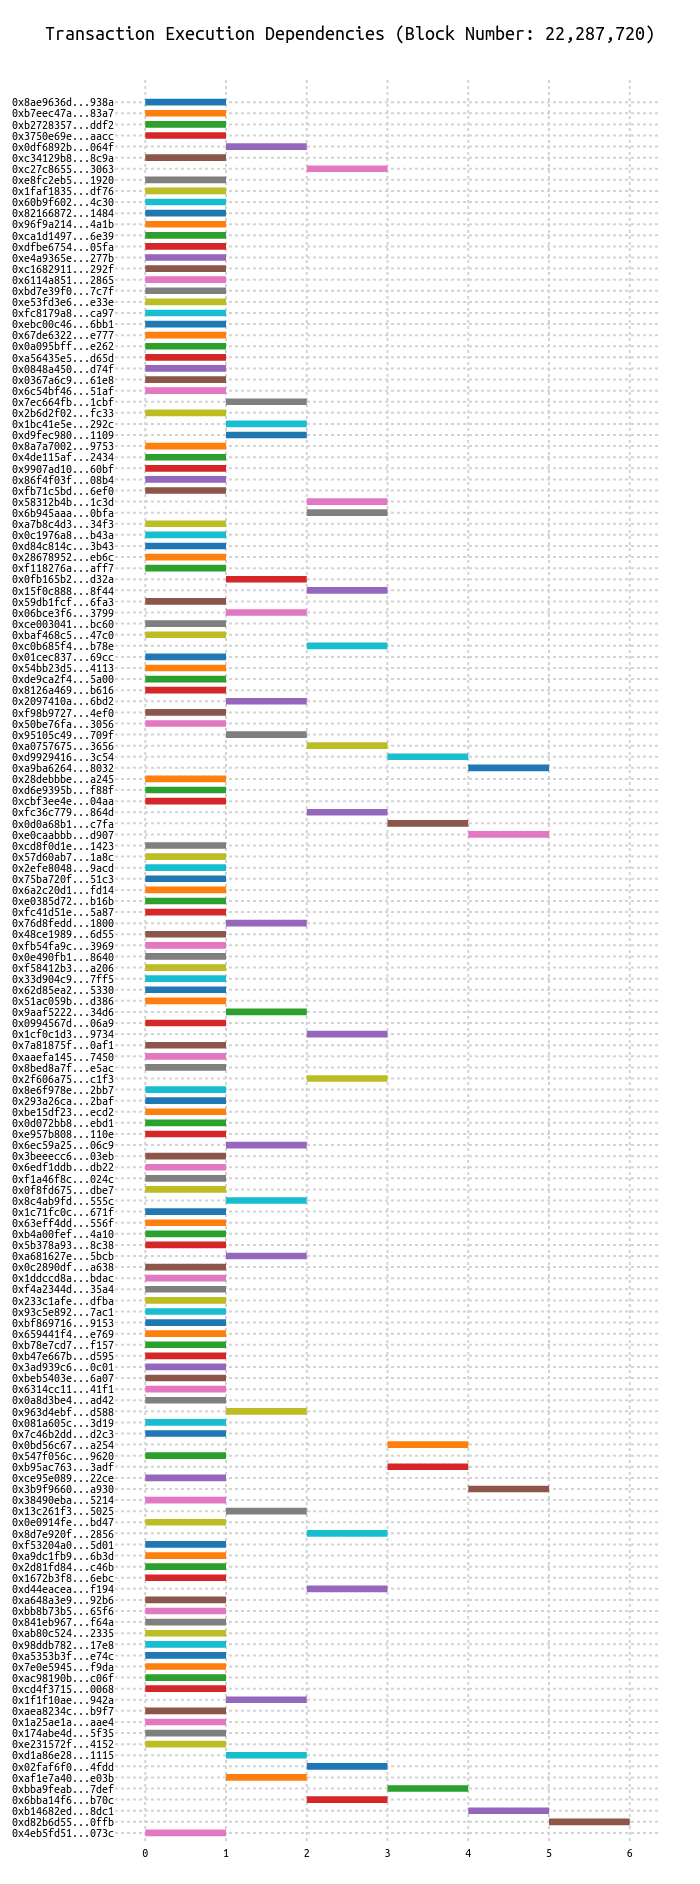 Transaction Execution Dependencies (Block Number: 22,287,720)
0x8ae9636d...938a
0xb7eec47a...83a7
0xb2728357...ddf2
0x3750e69e...aacc
0x0df6892b...064f
0xc34129b8...8c9a
0xc27c8655...3063
0xe8fc2eb5...1920
0x1faf1835...df76
0x60b9f602...4c30
0x82166872...1484
0x96f9a214...4a1b
0xca1d1497...6e39
0xdfbe6754...05fa
0xe4a9365e...277b
0xc1682911...292f
0x6114a851...2865
0xbd7e39f0...7c7f
0xe53fd3e6...e33e
0xfc8179a8...ca97
0xebc00c46...6bb1
0x67de6322...e777
0x0a095bff...e262
0xa56435e5...d65d
0x0848a450...d74f
0x0367a6c9...61e8
0x6c54bf46...51af
0x7ec664fb...1cbf
0x2b6d2f02...fc33
0x1bc41e5e...292c
0xd9fec980...1109
0x8a7a7002...9753
0x4de115af...2434
0x9907ad10...60bf
0x86f4f03f...08b4
0xfb71c5bd...6ef0
0x58312b4b...1c3d
0x6b945aaa...0bfa
0xa7b8c4d3...34f3
0x0c1976a8...b43a
0xd84c814c...3b43
0x28678952...eb6c
0xf118276a...aff7
0x0fb165b2...d32a
0x15f0c888...8f44
0x59db1fcf...6fa3
0x06bce3f6...3799
0xce003041...bc60
0xbaf468c5...47c0
0xc0b685f4...b78e
0x01cec837...69cc
0x54bb23d5...4113
0xde9ca2f4...5a00
0x8126a469...b616
0x2097410a...6bd2
0xf98b9727...4ef0
0x50be76fa...3056
0x95105c49...709f
0xa0757675...3656
0xd9929416...3c54
0xa9ba6264...8032
0x28debbbe...a245
0xd6e9395b...f88f
0xcbf3ee4e...04aa
0xfc36c779...864d
0x0d0a68b1...c7fa
0xe0caabbb...d907
0xcd8f0d1e...1423
0x57d60ab7...1a8c
0x2efe8048...9acd
0x75ba720f...51c3
0x6a2c20d1...fd14
0xe0385d72...b16b
0xfc41d51e...5a87
0x76d8fedd...1800
0x48ce1989...6d55
0xfb54fa9c...3969
0x0e490fb1...8640
0xf58412b3...a206
0x33d904c9...7ff5
0x62d85ea2...5330
0x51ac059b...d386
0x9aaf5222...34d6
0x0994567d...06a9
0x1cf0c1d3...9734
0x7a81875f...0af1
0xaaefa145...7450
0x8bed8a7f...e5ac
0x2f606a75...c1f3
0x8e6f978e...2bb7
0x293a26ca...2baf
0xbe15df23...ecd2
0x0d072bb8...ebd1
0xe957b808...110e
0x6ec59a25...06c9
0x3beeecc6...03eb
0x6edf1ddb...db22
0xf1a46f8c...024c
0x0f8fd675...dbe7
0x8c4ab9fd...555c
0x1c71fc0c...671f
0x63eff4dd...556f
0xb4a00fef...4a10
0x5b378a93...8c38
0xa681627e...5bcb
0x0c2890df...a638
0x1ddccd8a...bdac
0xf4a2344d...35a4
0x233c1afe...dfba
0x93c5e892...7ac1
0xbf869716...9153
0x659441f4...e769
0xb78e7cd7...f157
0xb47e667b...d595
0x3ad939c6...0c01
0xbeb5403e...6a07
0x6314cc11...41f1
0x0a8d3be4...ad42
0x963d4ebf...d588
0x081a605c...3d19
0x7c46b2dd...d2c3
0x0bd56c67...a254
0x547f056c...9620
0xb95ac763...3adf
0xce95e089...22ce
0x3b9f9660...a930
0x38490eba...5214
0x13c261f3...5025
0x0e0914fe...bd47
0x8d7e920f...2856
0xf53204a0...5d01
0xa9dc1fb9...6b3d
0x2d81fd84...c46b
0x1672b3f8...6ebc
0xd44eacea...f194
0xa648a3e9...92b6
0xbb8b73b5...65f6
0x841eb967...f64a
0xab80c524...2335
0x98ddb782...17e8
0xa5353b3f...e74c
0x7e0e5945...f9da
0xac98190b...c06f
0xcd4f3715...0068
0x1f1f10ae...942a
0xaea8234c...b9f7
0x1a25ae1a...aae4
0x174abe4d...5f35
0xe231572f...4152
0xd1a86e28...1115
0x02faf6f0...4fdd
0xaf1e7a40...e03b
0xbba9feab...7def
0x6bba14f6...b70c
0xb14682ed...8dc1
0xd82b6d55...0ffb
0x4eb5fd51...073c
0 1 2 3 4 5 6